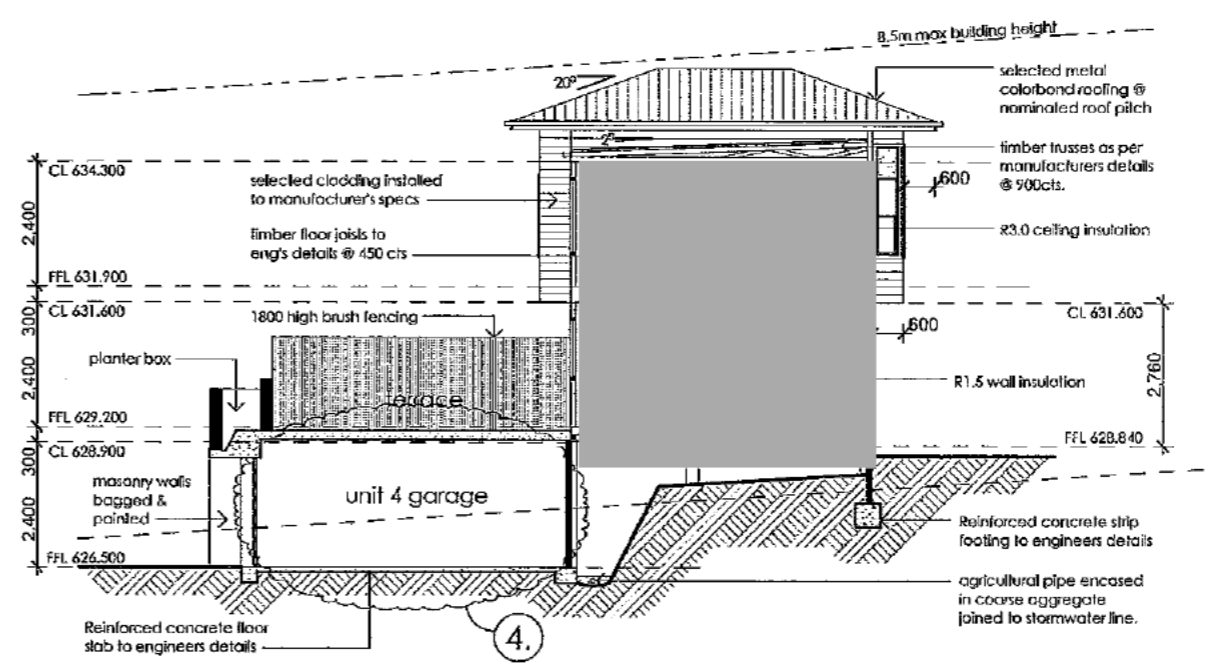 8.5m max building height
20°
selected metal
colorbond roofing @
nominated roof pitch
2°
CL 634.300
timber trusses as per
manufacturers details
@ 900cts.
600
selected cladding installed
to manufacturer's specs
2,400
R3.0 ceiling insulation
timber floor joists to
eng's details @ 450 cts
FFL 631.900
300
CL 631.600
1800 high brush fencing
CL 631.600
600
planter box
2,400
2,760
R1.5 wall insulation
terrace
FFL 629.200
FFL 628.840
300
CL 628.900
masonry walls
bagged &
painted
unit 4 garage
2,400
Reinforced concrete strip
footing to engineers details
FFL 626.500
agricultural pipe encased
in coarse aggregate
joined to stormwater line.
Reinforced concrete floor
slab to engineers details
4.